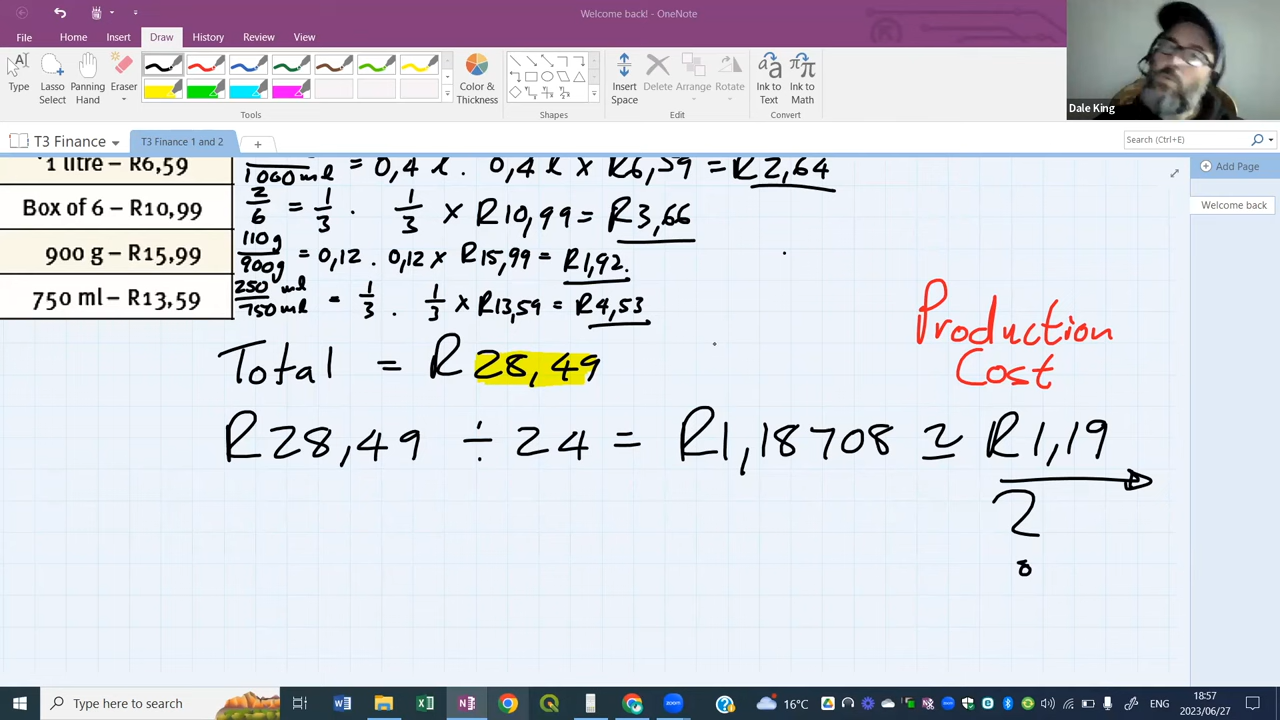 Welcome back! - OneNote
File Home Insert Draw History Review View
Type
Lasso Select
Panning Hand
Eraser
Color & Thickness
Insert Space
Delete
Arrange
Rotate
Ink to Text
Ink to Math
Tools
Shapes
Edit
Convert
Dale King
T3 Finance
T3 Finance 1 and 2
Search (Ctrl+E)
Add Page
Welcome back
1 litre – R6,59
1000ml = 0,4 l . 0,4 l × R6,59 = R2,64
Box of 6 – R10,99
2/6 = 1/3 . 1/3 × R10,99 = R3,66
900 g – R15,99
110g/900g = 0,12 . 0,12 × R15,99 = R1,92.
750 ml – R13,59
250 ml/750ml = 1/3 . 1/3 × R13,59 = R4,53
Production
Cost
Total = R28,49
R28,49 ÷ 24 = R1,18708 ≃ R1,19
2
Type here to search
16°C
ENG
18:57
2023/06/27